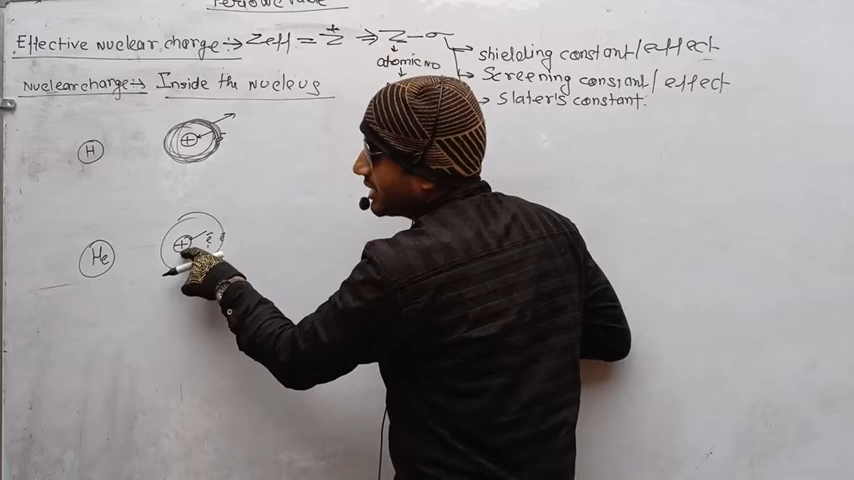 Periodic table
Effective nuclear charge:→ Zeff = Z* ⇒ Z-σ
shielding constant/effect
atomic no
Screening constant/ effect
Nuclear charge:→ Inside the nucleus
Slater's constant.
H
+
He
+